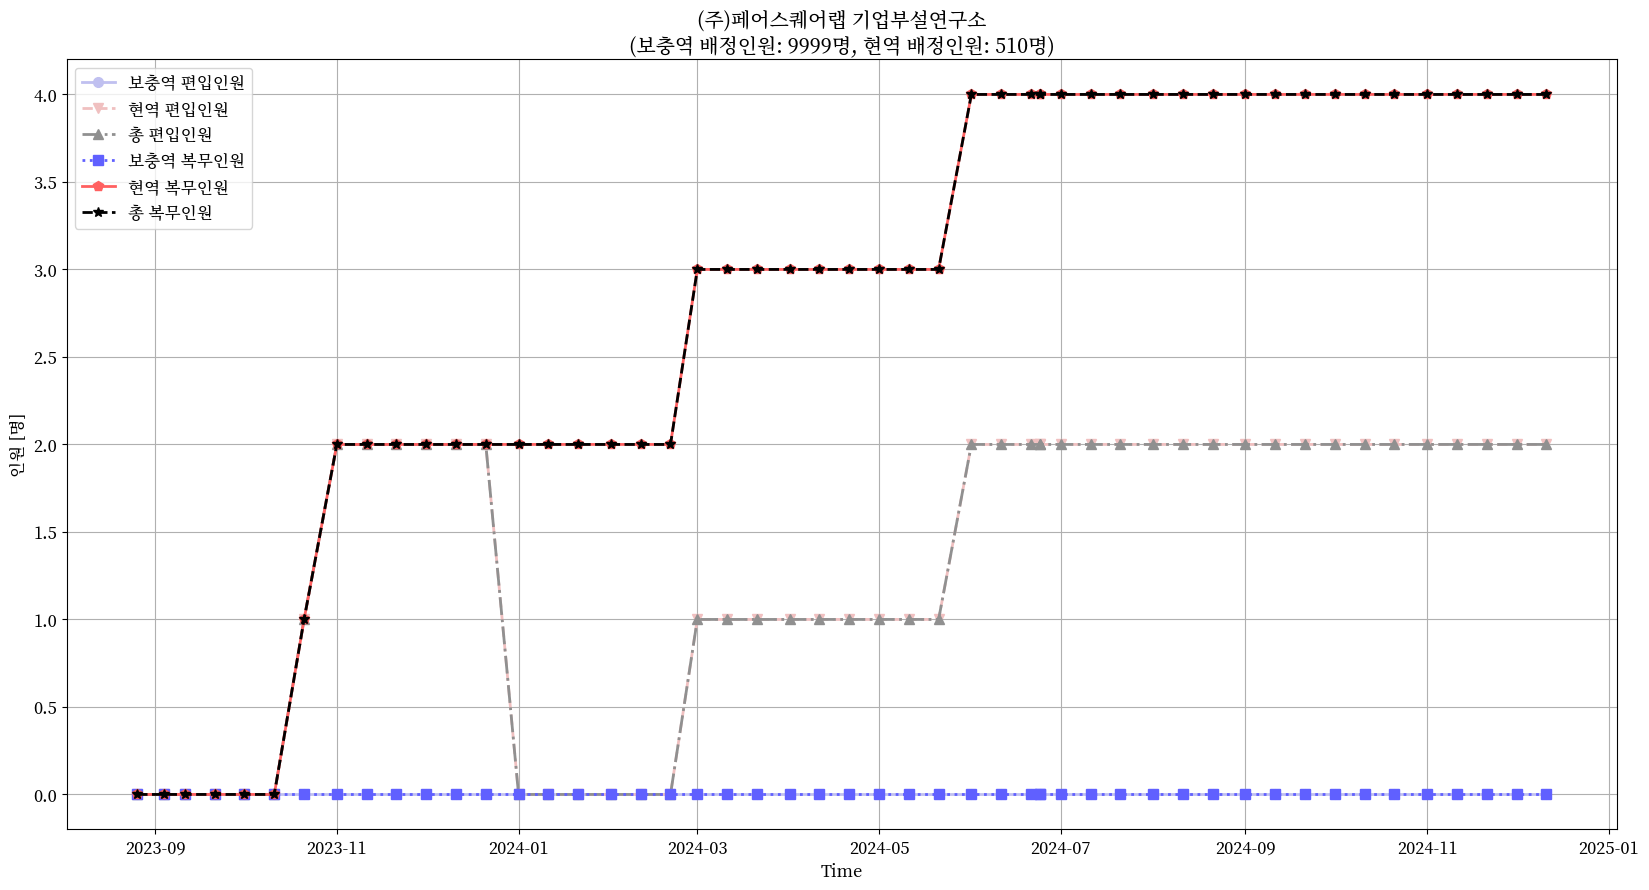 (주)페어스퀘어랩 기업부설연구소
(보충역 배정인원: 9999명, 현역 배정인원: 510명)
보충역 편입인원
현역 편입인원
총 편입인원
보충역 복무인원
현역 복무인원
총 복무인원
4.0
3.5
3.0
2.5
2.0
1.5
1.0
0.5
0.0
인원 [명]
2023-09
2023-11
2024-01
2024-03
2024-05
2024-07
2024-09
2024-11
2025-01
Time